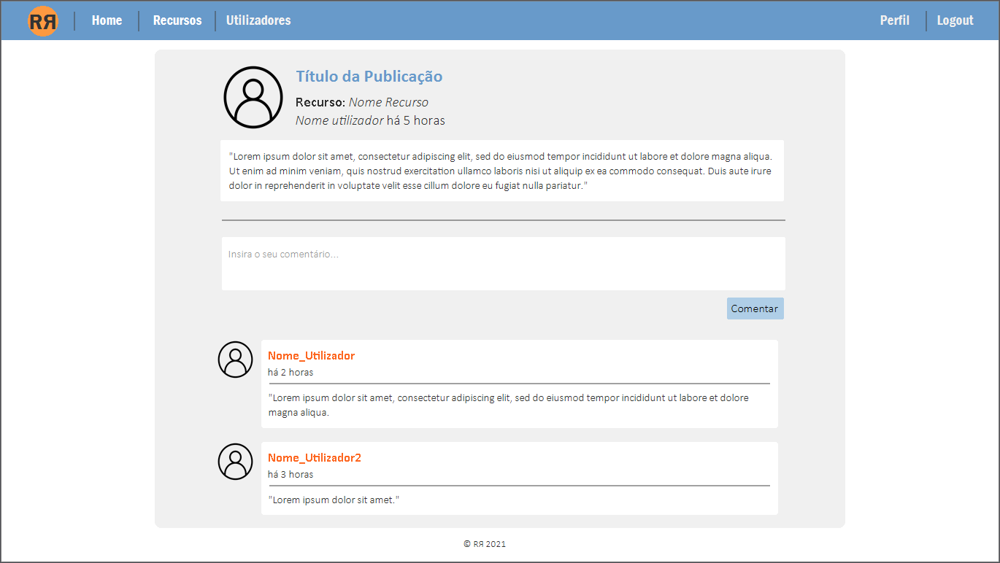 RЯ Home Recursos Utilizadores Perfil Logout
Título da Publicação
Recurso: Nome Recurso
Nome utilizador há 5 horas
"Lorem ipsum dolor sit amet, consectetur adipiscing elit, sed do eiusmod tempor incididunt ut labore et dolore magna aliqua.
Ut enim ad minim veniam, quis nostrud exercitation ullamco laboris nisi ut aliquip ex ea commodo consequat. Duis aute irure
dolor in reprehenderit in voluptate velit esse cillum dolore eu fugiat nulla pariatur."
Insira o seu comentário...
Comentar
Nome_Utilizador
há 2 horas
"Lorem ipsum dolor sit amet, consectetur adipiscing elit, sed do eiusmod tempor incididunt ut labore et dolore
magna aliqua.
Nome_Utilizador2
há 3 horas
"Lorem ipsum dolor sit amet."
© RЯ 2021